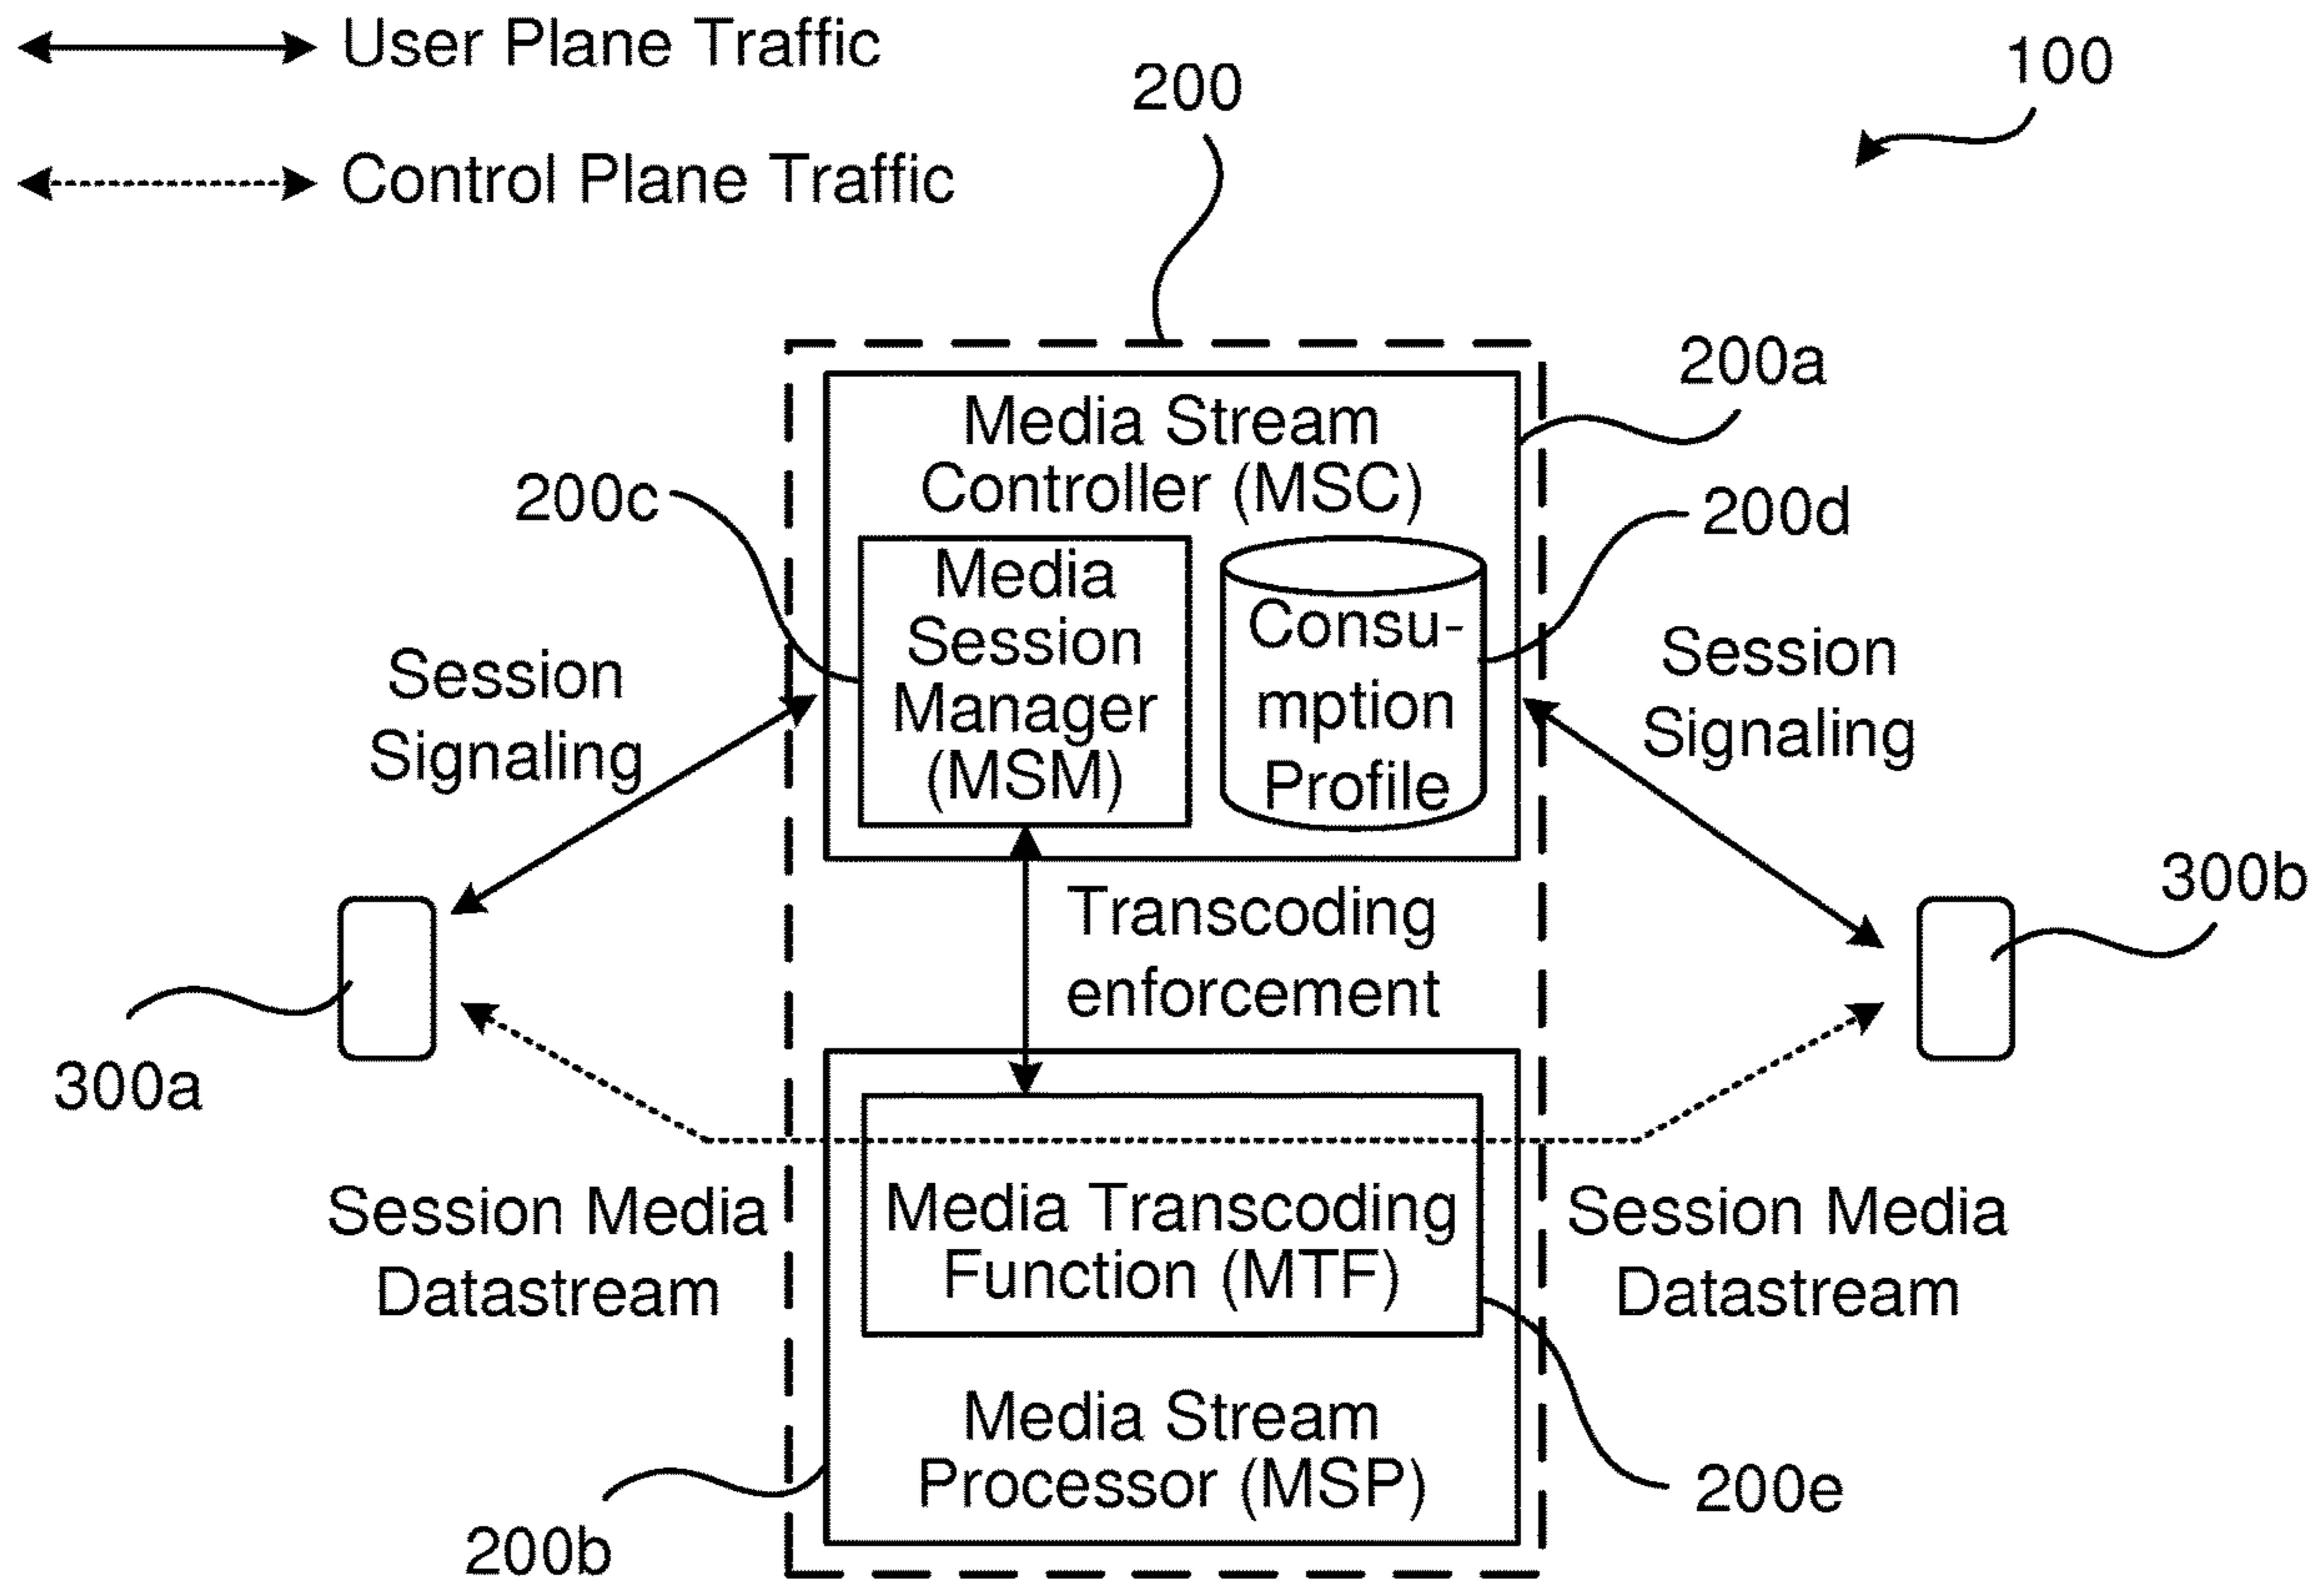 User Plane Traffic
Control Plane Traffic
100
200
200a
Media Stream
Controller (MSC)
200c
200d
Media
Session
Manager
(MSM)
Consu-
mption
Profile
Session
Signaling
Session
Signaling
Transcoding
enforcement
300b
300a
Session Media
Datastream
Media Transcoding
Function (MTF)
Session Media
Datastream
Media Stream
Processor (MSP)
200e
200b